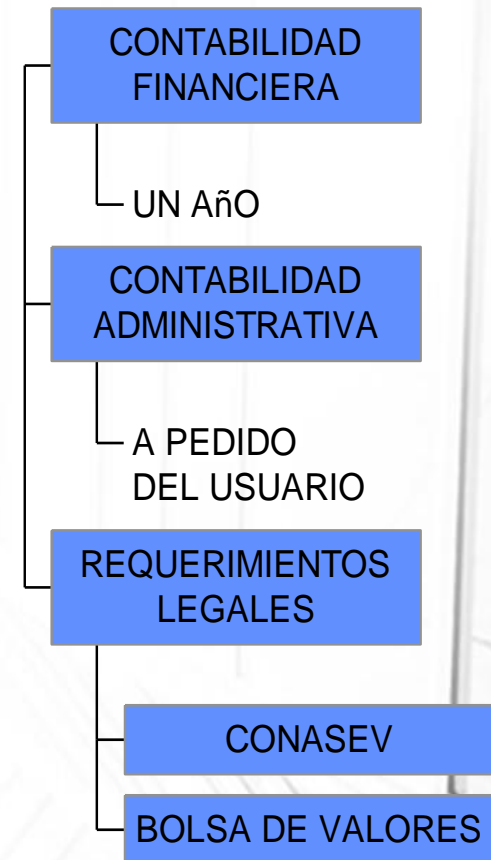 CONTABILIDAD
FINANCIERA
UN AñO
CONTABILIDAD
ADMINISTRATIVA
A PEDIDO
DEL USUARIO
REQUERIMIENTOS
LEGALES
CONASEV
BOLSA DE VALORES